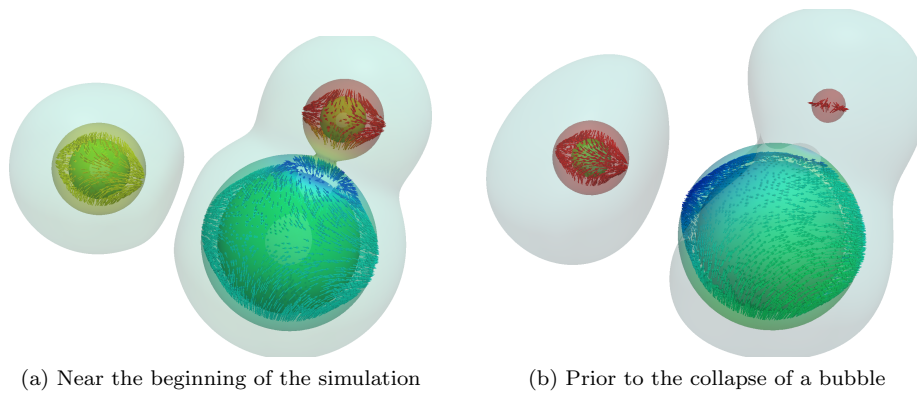 (a) Near the beginning of the simulation
(b) Prior to the collapse of a bubble